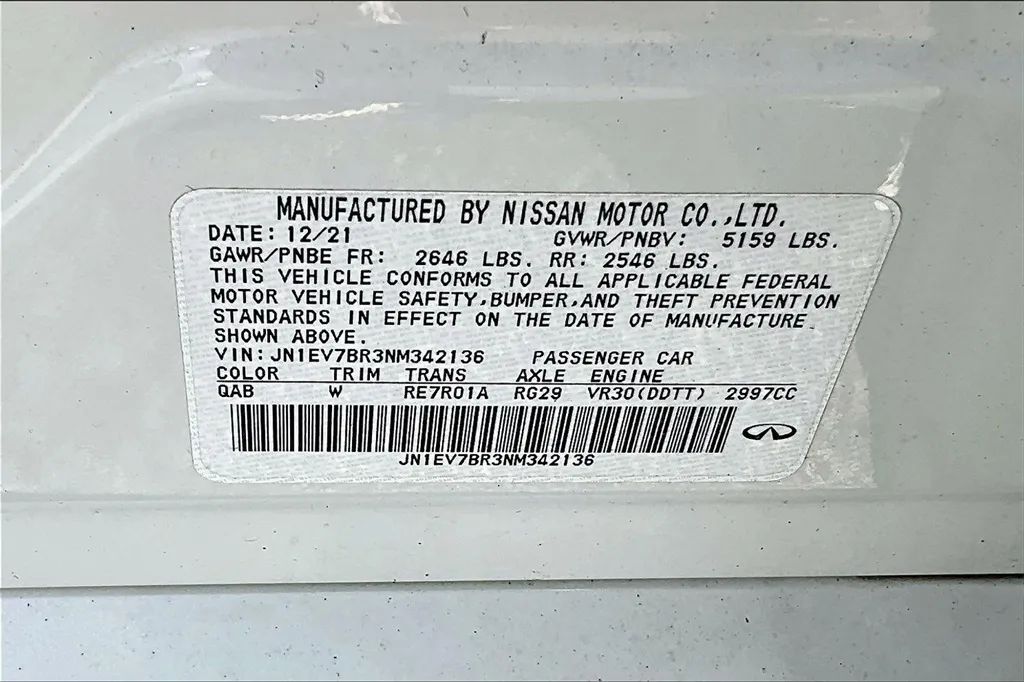 MANUFACTURED BY NISSAN MOTOR CO.,LTD.
DATE: 12/21 GVWR/PNBV: 5159 LBS.
GAWR/PNBE FR: 2646 LBS. RR: 2546 LBS.
THIS VEHICLE CONFORMS TO ALL APPLICABLE FEDERAL
MOTOR VEHICLE SAFETY,BUMPER,AND THEFT PREVENTION
STANDARDS IN EFFECT ON THE DATE OF MANUFACTURE
SHOWN ABOVE.
VIN: JN1EV7BR3NM342136 PASSENGER CAR
COLOR TRIM TRANS AXLE ENGINE
QAB W RE7R01A RG29 VR30(DDTT) 2997CC
JN1EV7BR3NM342136